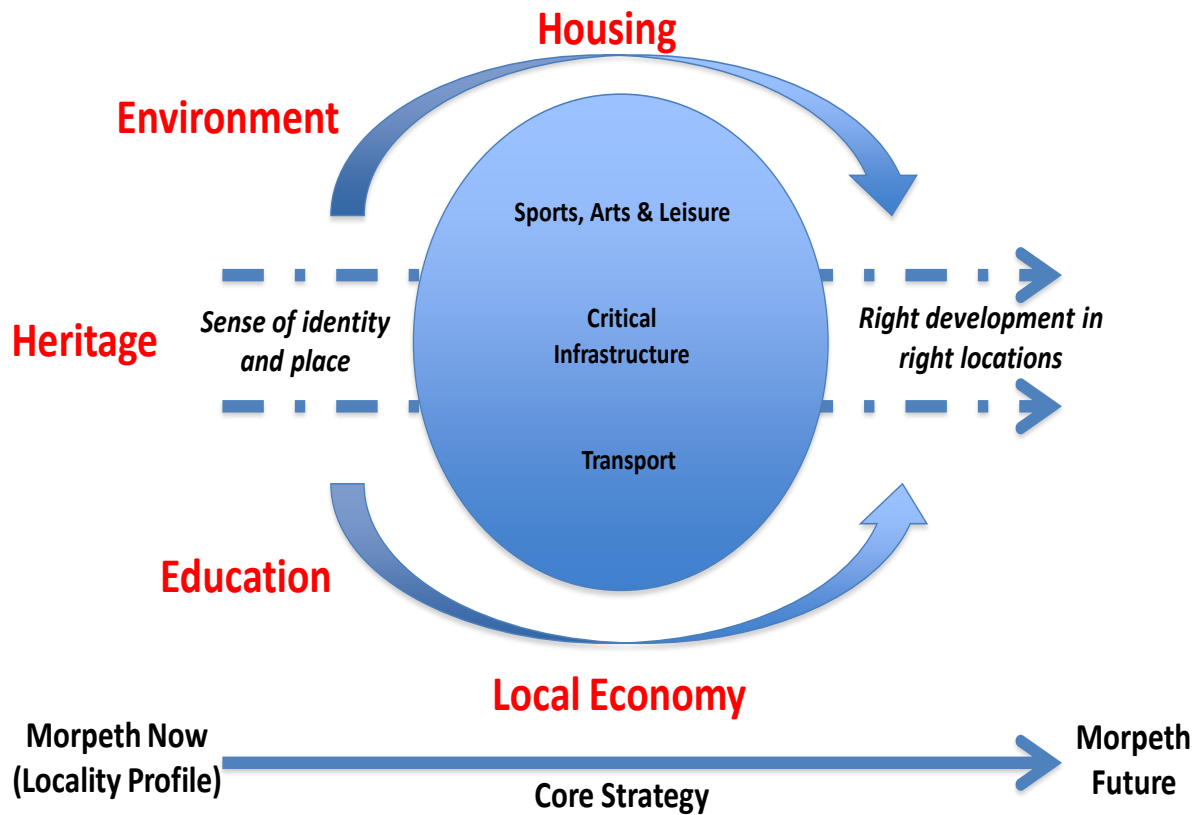 Housing
Environment
Sports, Arts & Leisure
Heritage
Sense of identity
and place
Critical
Infrastructure
Right development in
right locations
Transport
Education
Local Economy
Morpeth Now
(Locality Profile)
Core Strategy
Morpeth
Future